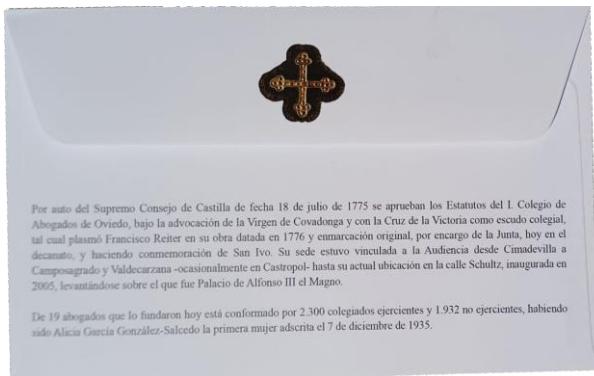 Por auto del Supremo Consejo de Castilla de fecha 18 de julio de 1775 se aprueban los Estatutos del I. Colegio de
Abogados de Oviedo, bajo la advocación de la Virgen de Covadonga y con la Cruz de la Victoria como escudo colegial,
tal cual plasmó Francisco Reiter en su obra datada en 1776 y enmarcación original, por encargo de la Junta, hoy en el
decanato, y haciendo conmemoración de San Ivo. Su sede estuvo vinculada a la Audiencia desde Cimadevilla a
Camposagrado y Valdecarzana -ocasionalmente en Castropol- hasta su actual ubicación en la calle Schultz, inaugurada en
2005, levantándose sobre el que fue Palacio de Alfonso III el Magno.
De 19 abogados que lo fundaron hoy está conformado por 2.300 colegiados ejercientes y 1.932 no ejercientes, habiendo
sido Alicia García González-Salcedo la primera mujer adscrita el 7 de diciembre de 1935.